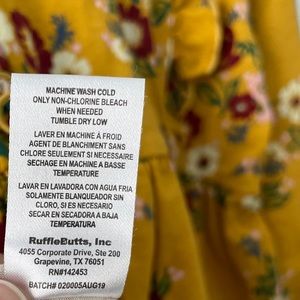 MACHINE WASH COLD
ONLY NON-CHLORINE BLEACH
WHEN NEEDED
TUMBLE DRY LOW
LAVER EN MACHINE À FROID
AGENT DE BLANCHIMENT SANS
CHLORE SEULEMENT SI NECESSAIRE
SECHAGE EN MACHINE A BASSE
TEMPERATURE
LAVAR EN LAVADORA CON AGUA FRIA
SOLAMENTE BLANQUEADOR SIN
CLORO, SI ES NECESARIO
SECAR EN SECADORA A BAJA
TEMPERATURA
RuffleButts, Inc
4055 Corporate Drive, Ste 200
Grapevine, TX 76051
RN#142453
BATCH# 020005AUG19